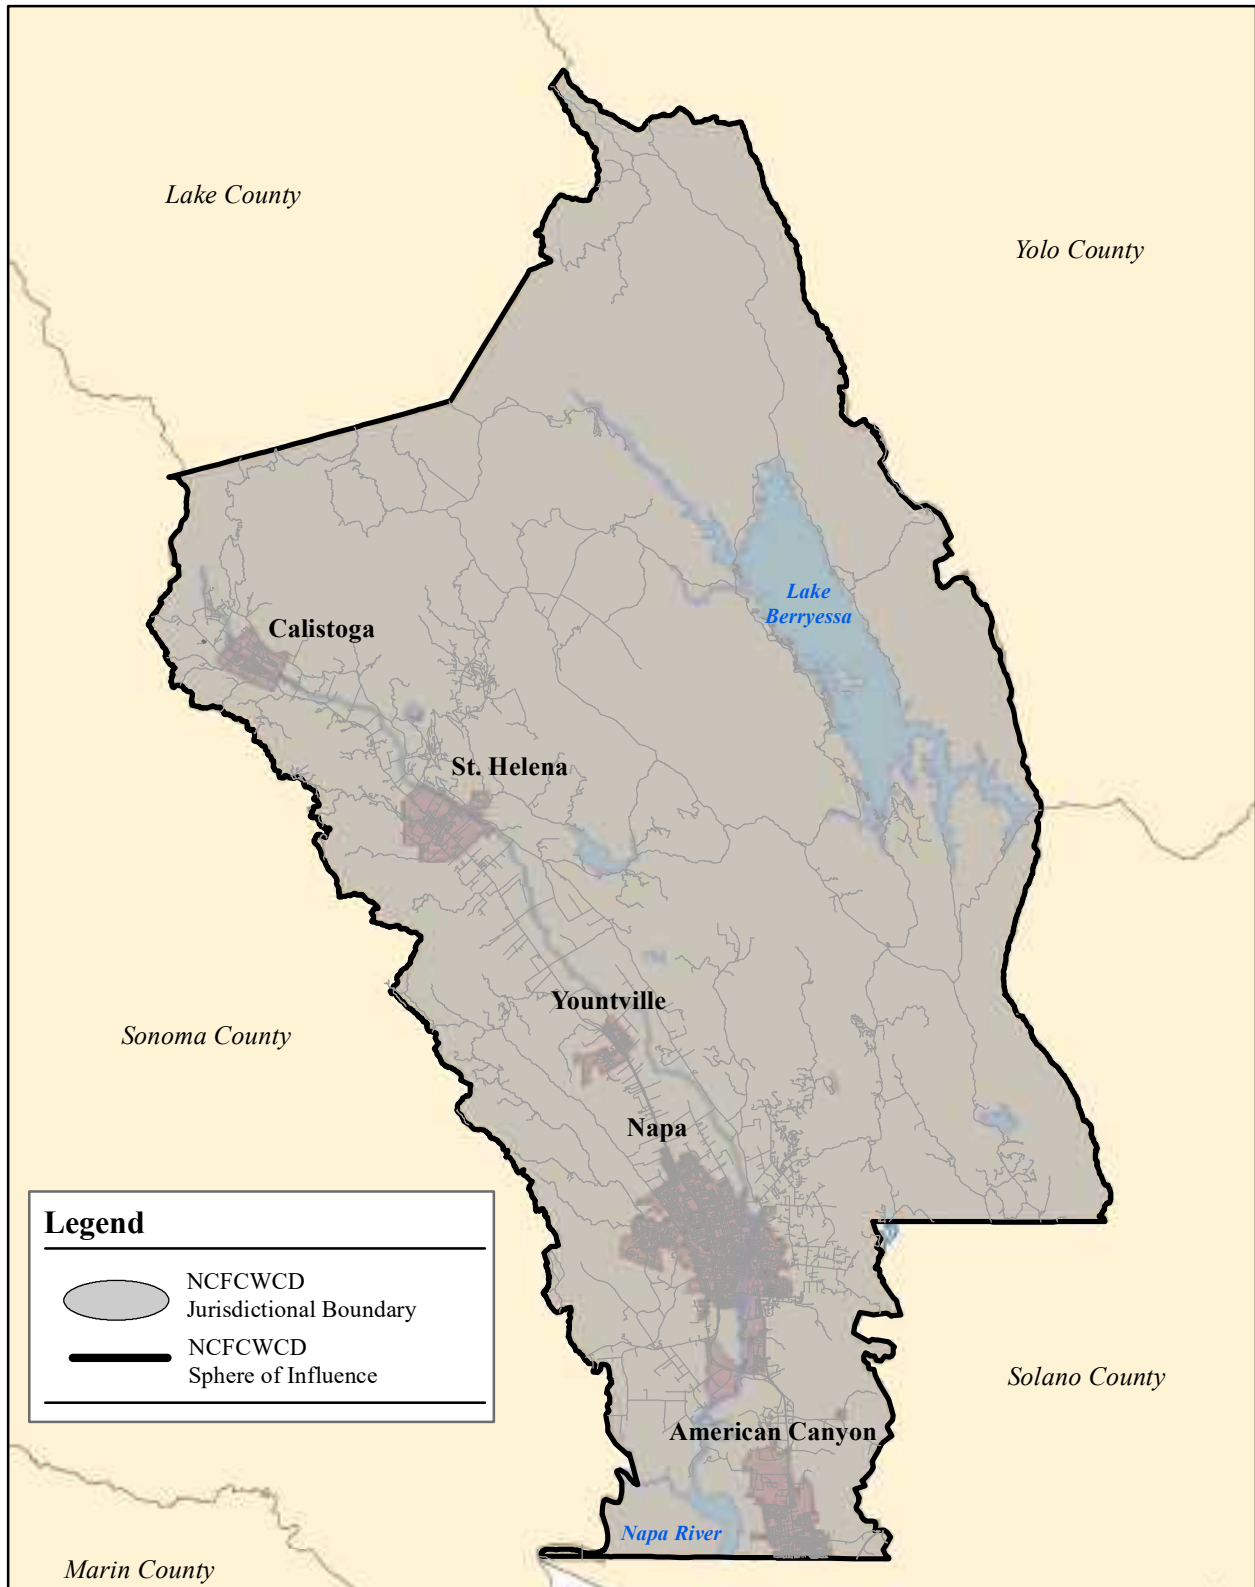 Lake County
Yolo County
Lake
Berryessa
Calistoga
St. Helena
Yountville
Sonoma County
Napa
Legend
NCFCWCD
Jurisdictional Boundary
NCFCWCD
Sphere of Influence
Solano County
American Canyon
Napa River
Marin County